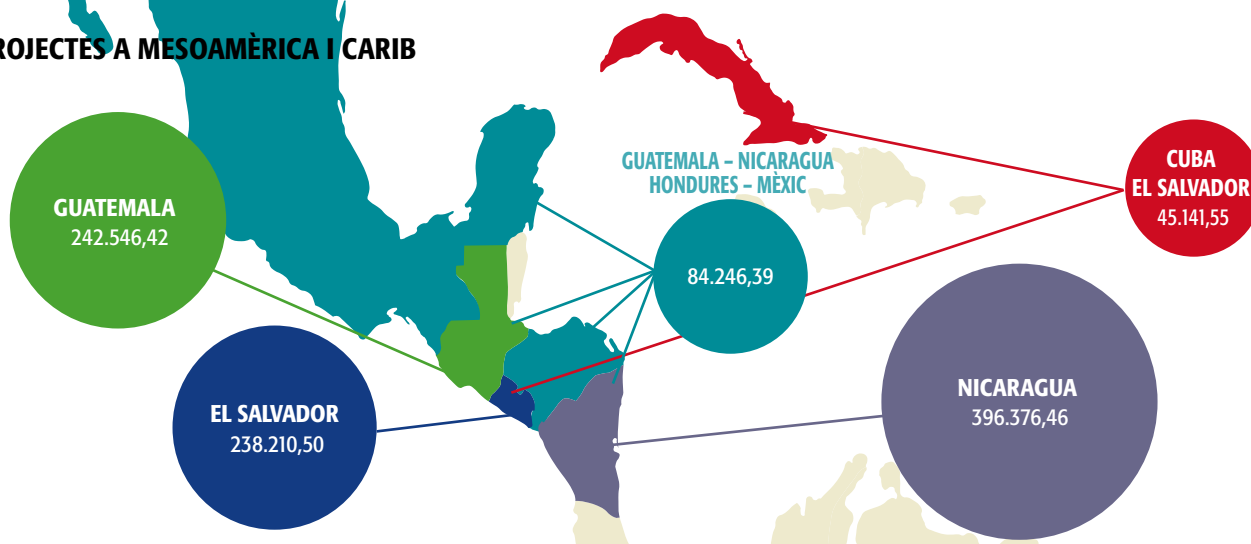 ROJECTES A MESOAMÈRICA I CARIB
GUATEMALA
242.546,42
GUATEMALA – NICARAGUA
HONDURES – MÈXIC
84.246,39
CUBA
EL SALVADOR
45.141,55
EL SALVADOR
238.210,50
NICARAGUA
396.376,46